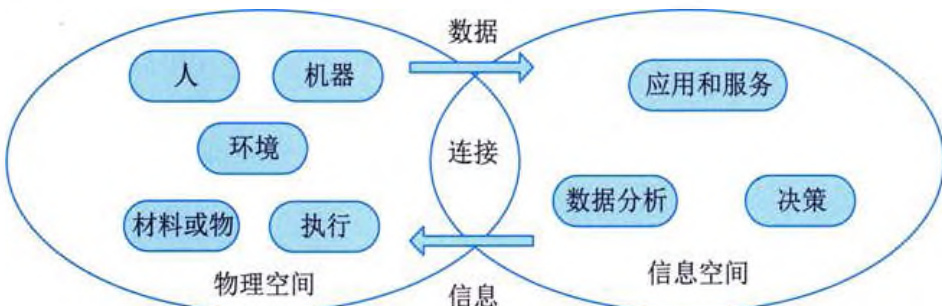 数据
人
机器
应用和服务
环境
连接
材料或物
执行
数据分析
决策
物理空间
信息
信息空间